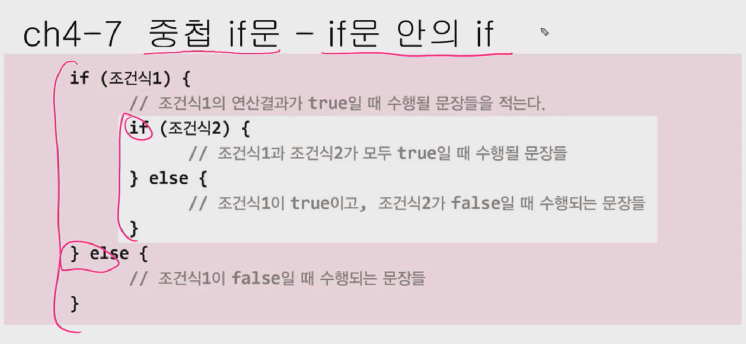 ch4-7 중첩 if문 - if문 안의 if
if (조건식1) {
// 조건식1의 연산결과가 true일 때 수행될 문장들을 적는다.
if (조건식2) {
// 조건식1과 조건식2가 모두 true일 때 수행될 문장들
} else {
// 조건식1이 true이고, 조건식2가 false일 때 수행되는 문장들
}
} else {
// 조건식1이 false일 때 수행되는 문장들
}